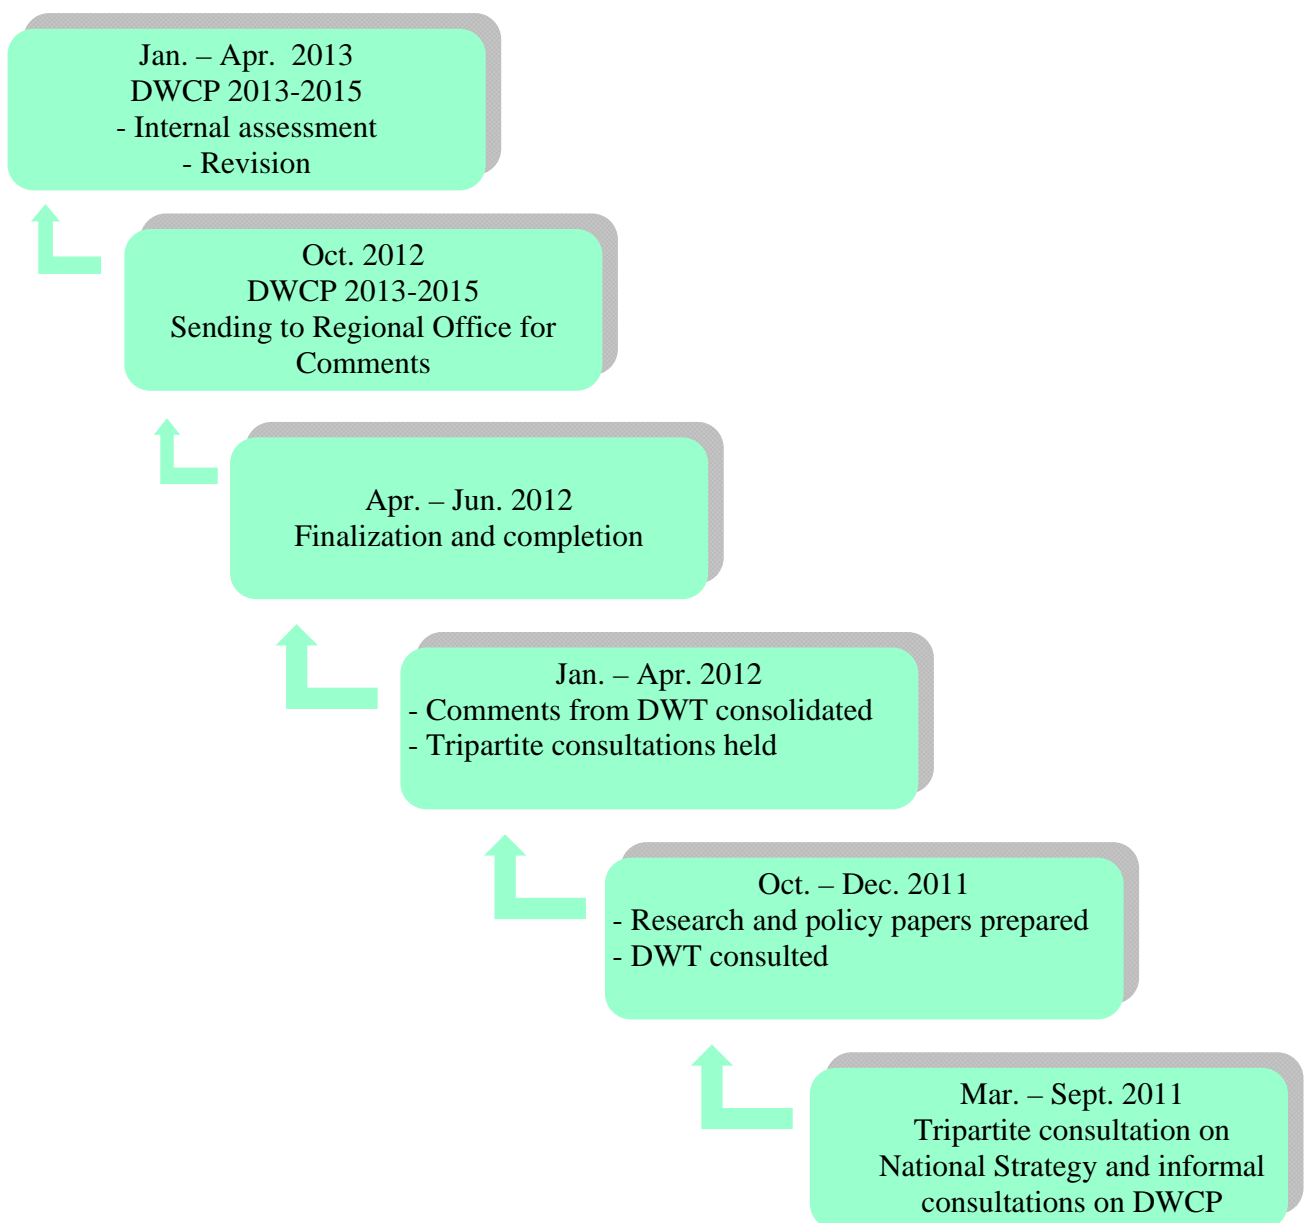 Jan. – Apr.  2013
DWCP 2013-2015
- Internal assessment
- Revision
Oct. 2012
DWCP 2013-2015
Sending to Regional Office for
Comments
Apr. – Jun. 2012
Finalization and completion
Jan. – Apr. 2012
- Comments from DWT consolidated
- Tripartite consultations held
Oct. – Dec. 2011
- Research and policy papers prepared
- DWT consulted
Mar. – Sept. 2011
Tripartite consultation on
National Strategy and informal
consultations on DWCP